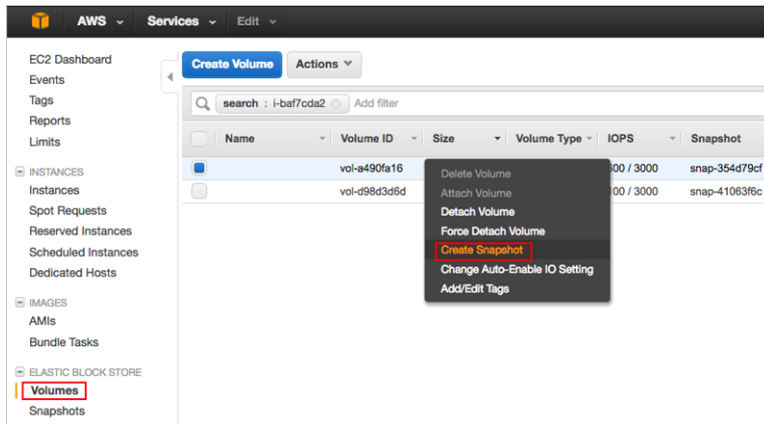 AWS Services Edit
EC2 Dashboard
Events
Tags
Reports
Limits
INSTANCES
Instances
Spot Requests
Reserved Instances
Scheduled Instances
Dedicated Hosts
IMAGES
AMIs
Bundle Tasks
ELASTIC BLOCK STORE
Volumes
Snapshots
Create Volume Actions
search : i-baf7cda2 Add filter
Name Volume ID Size Volume Type IOPS Snapshot
vol-a490fa16 00 / 3000 snap-354d79cf
vol-d98d3d6d 00 / 3000 snap-41063f6c
Delete Volume
Attach Volume
Detach Volume
Force Detach Volume
Create Snapshot
Change Auto-Enable IO Setting
Add/Edit Tags